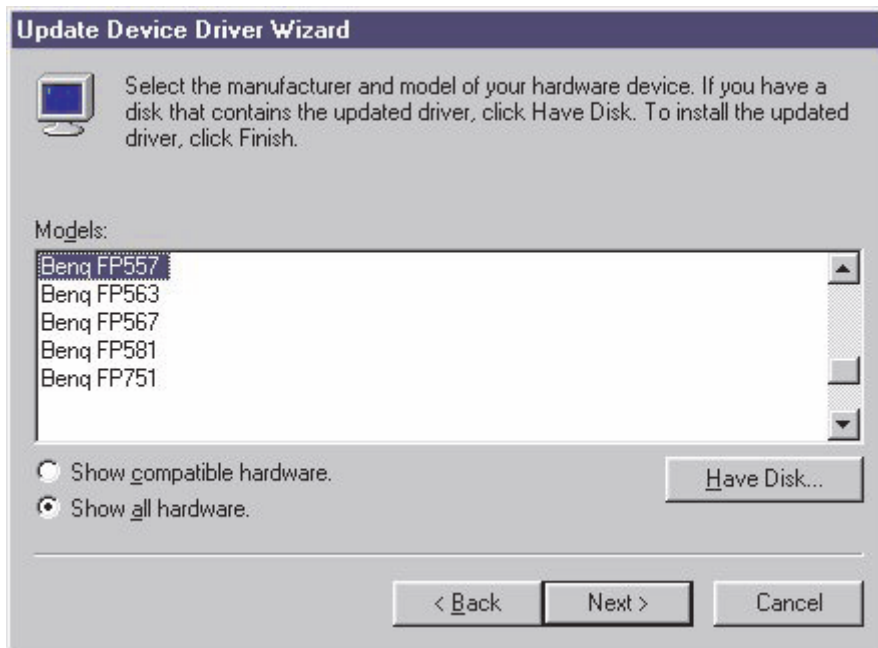 Update Device Driver Wizard
Select the manufacturer and model of your hardware device. If you have a
disk that contains the updated driver, click Have Disk. To install the updated
driver, click Finish.
Models:
Benq FP557
Benq FP563
Benq FP567
Benq FP581
Benq FP751
Show compatible hardware.
Show all hardware.
Have Disk...
< Back
Next >
Cancel